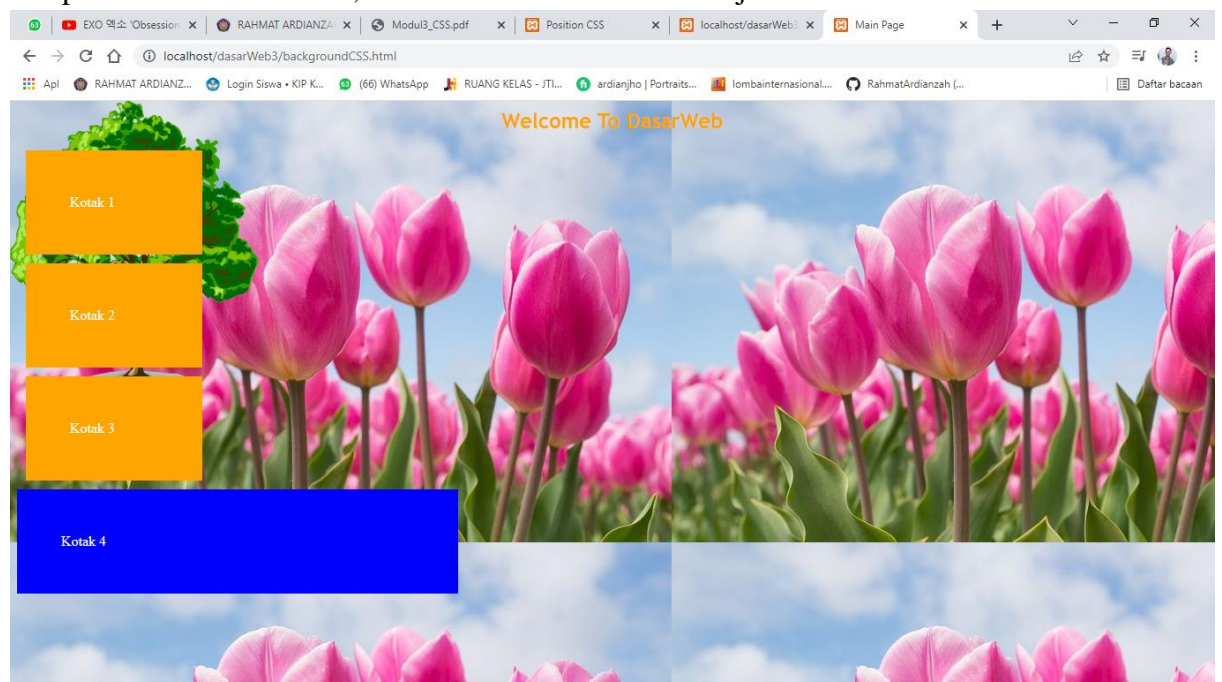 EXO 엑소 'Obsession
RAHMAT ARDIANZA
Modul3_CSS.pdf
Position CSS
localhost/dasarWeb3
Main Page
localhost/dasarWeb3/backgroundCSS.html
Apl
RAHMAT ARDIANZ...
Login Siswa • KIP K...
(66) WhatsApp
RUANG KELAS - JTI...
ardianjho | Portraits...
lombainternasional....
RahmatArdianzah (...
Daftar bacaan
Welcome To DasarWeb
Kotak 1
Kotak 2
Kotak 3
Kotak 4